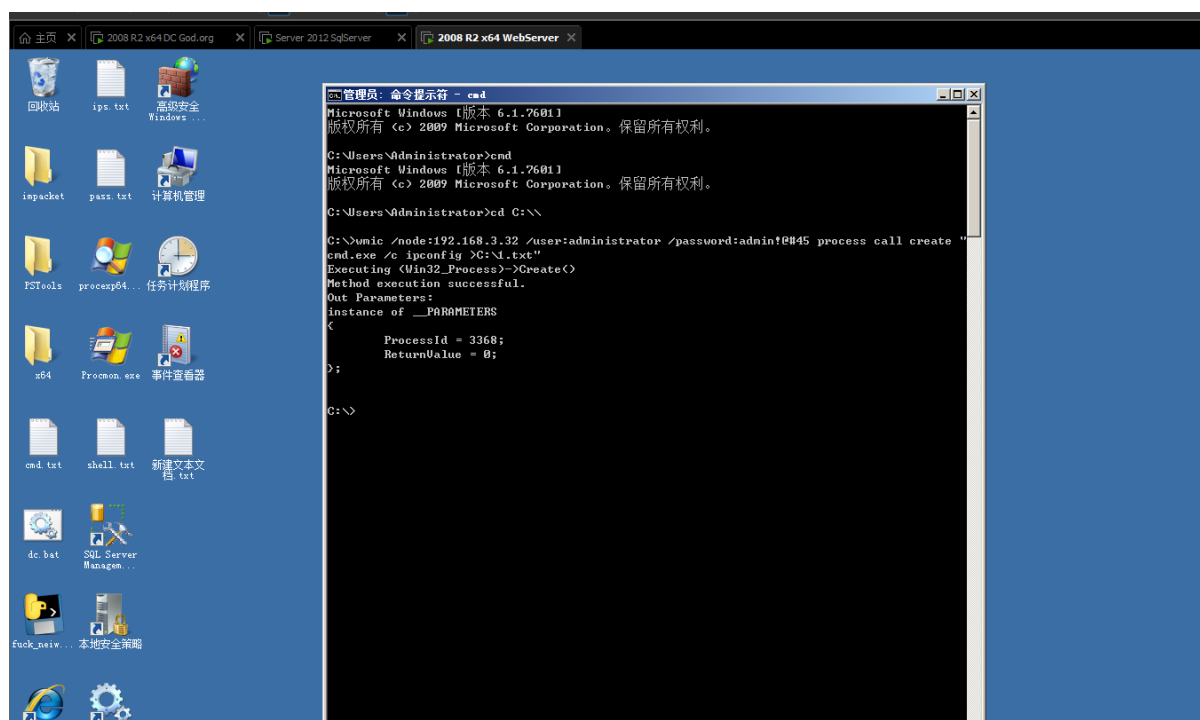 主页
2008 R2 x64 DC God.org
Server 2012 SqlServer
2008 R2 x64 WebServer
回收站
ips.txt
高级安全
Windows ...
impacket
pass.txt
计算机管理
PSTools
procexp64...
任务计划程序
x64
Procmon.exe
事件查看器
cmd.txt
shell.txt
新建文本文
档.txt
dc.bat
SQL Server
Managem...
fuck_neiw...
本地安全策略
管理员: 命令提示符 - cmd
Microsoft Windows [版本 6.1.7601]
版权所有 (c) 2009 Microsoft Corporation。保留所有权利。
C:\Users\Administrator>cmd
Microsoft Windows [版本 6.1.7601]
版权所有 (c) 2009 Microsoft Corporation。保留所有权利。
C:\Users\Administrator>cd C:\\
C:\>wmic /node:192.168.3.32 /user:administrator /password:admin!@#45 process call create "
cmd.exe /c ipconfig >C:\1.txt"
Executing (Win32_Process)->Create()
Method execution successful.
Out Parameters:
instance of __PARAMETERS
{
ProcessId = 3368;
ReturnValue = 0;
};
C:\>